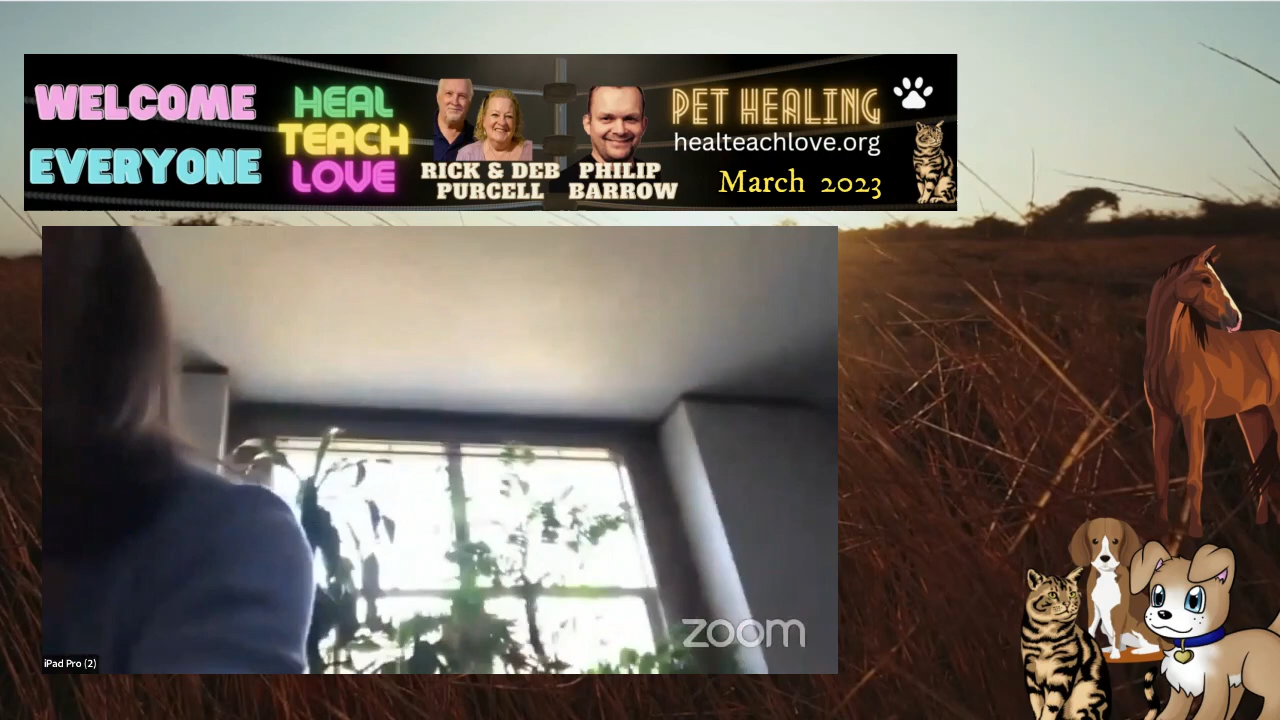 WELCOME
EVERYONE
HEAL
TEACH
LOVE
RICK & DEB
PURCELL
PHILIP
BARROW
PET HEALING
healteachlove.org
March 2023
zoom
iPad Pro (2)